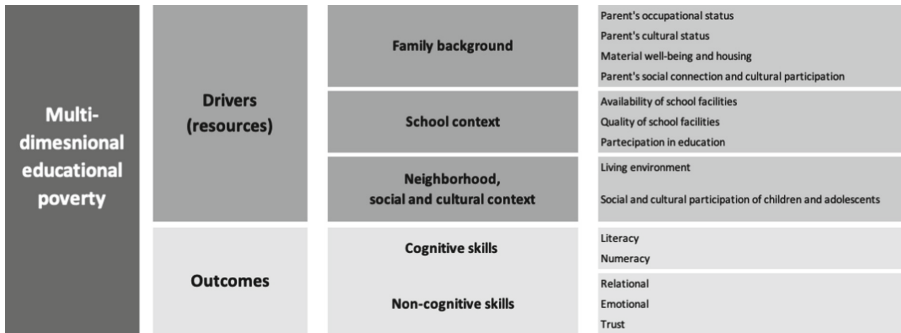 Multi-
dimesnional
educational
poverty
Drivers
(resources)
Family background
Parent's occupational status
Parent's cultural status
Material well-being and housing
Parent's social connection and cultural participation
School context
Availability of school facilities
Quality of school facilities
Partecipation in education
Neighborhood,
social and cultural context
Living environment
Social and cultural participation of children and adolescents
Outcomes
Cognitive skills
Literacy
Numeracy
Non-cognitive skills
Relational
Emotional
Trust